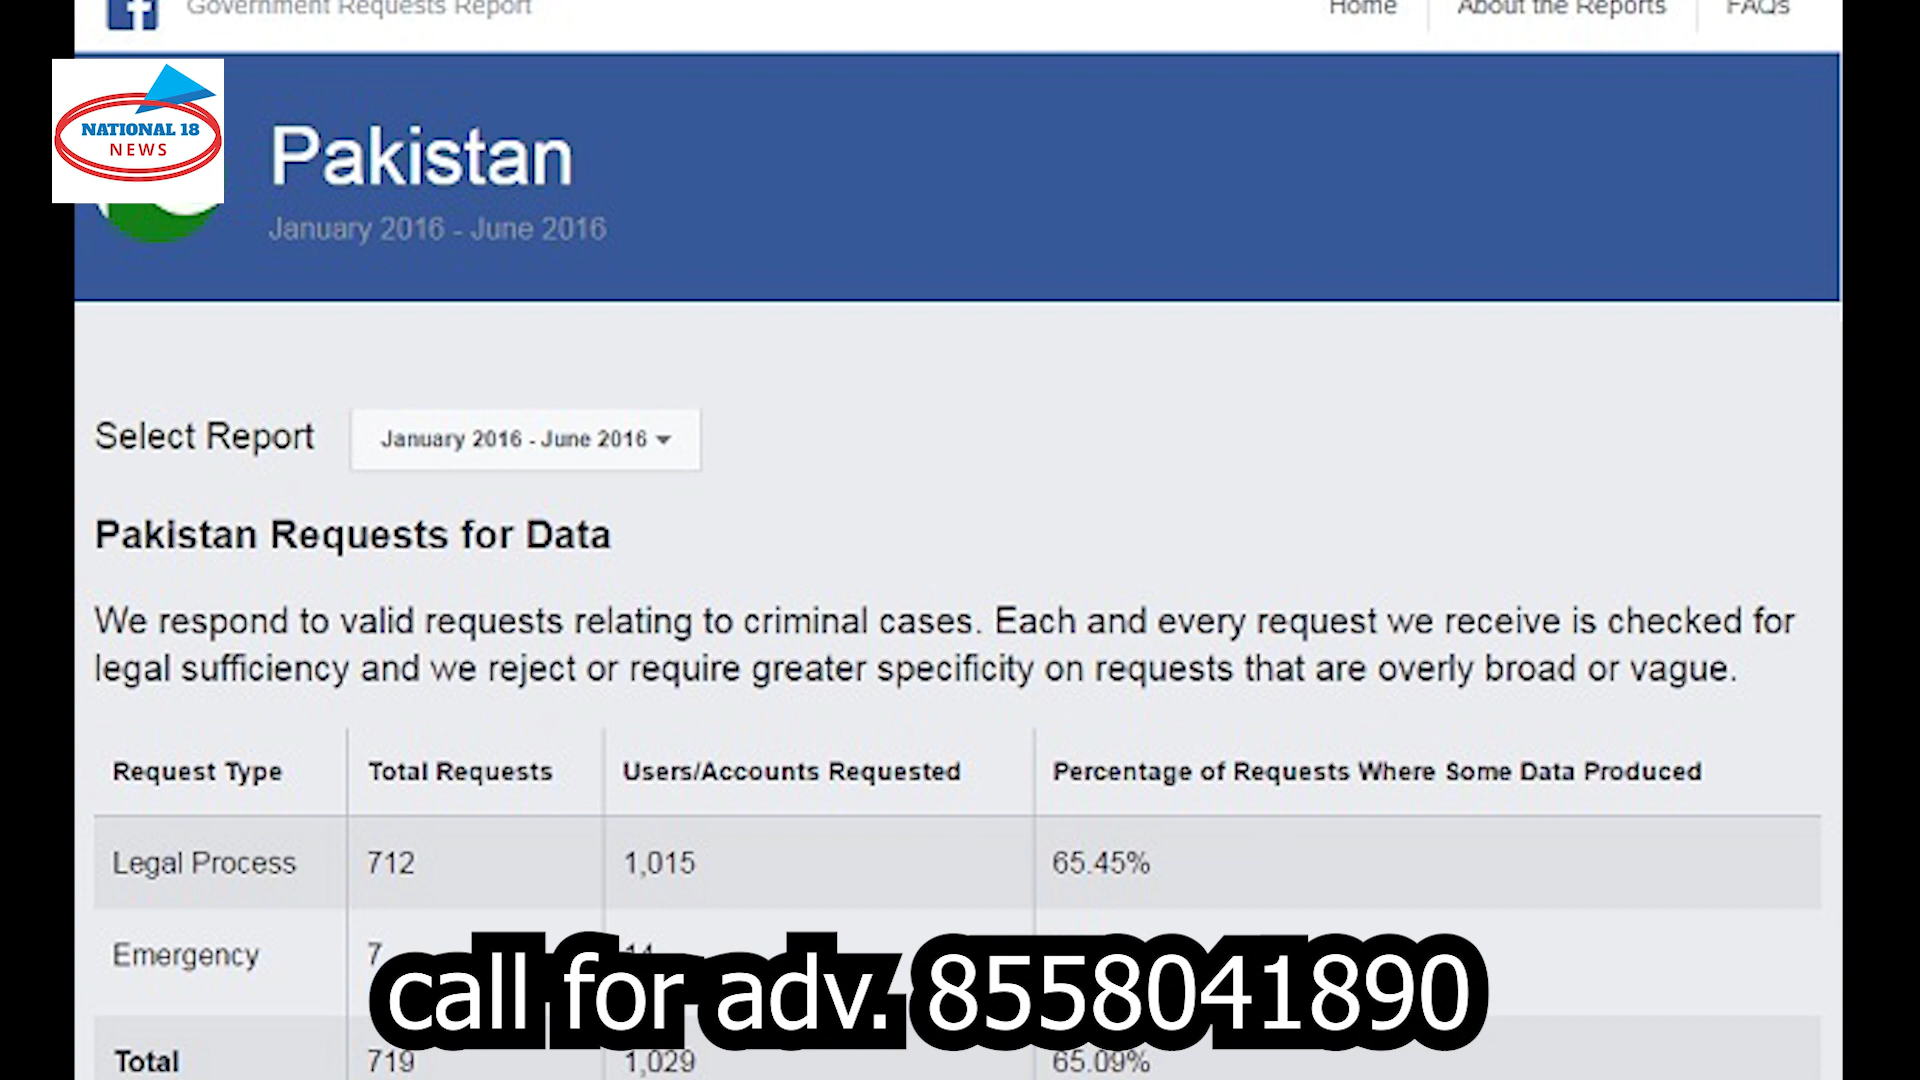 Government Requests Report
Home
About the Reports
FAQs
NATIONAL 18
NEWS
Pakistan
January 2016 - June 2016
Select Report
January 2016 - June 2016
Pakistan Requests for Data
We respond to valid requests relating to criminal cases. Each and every request we receive is checked for
legal sufficiency and we reject or require greater specificity on requests that are overly broad or vague.
Request Type Total Requests Users/Accounts Requested Percentage of Requests Where Some Data Produced
Legal Process 712 1,015 65.45%
Emergency 7 14
call for adv. 8558041890
Total 719 1,029 65.09%